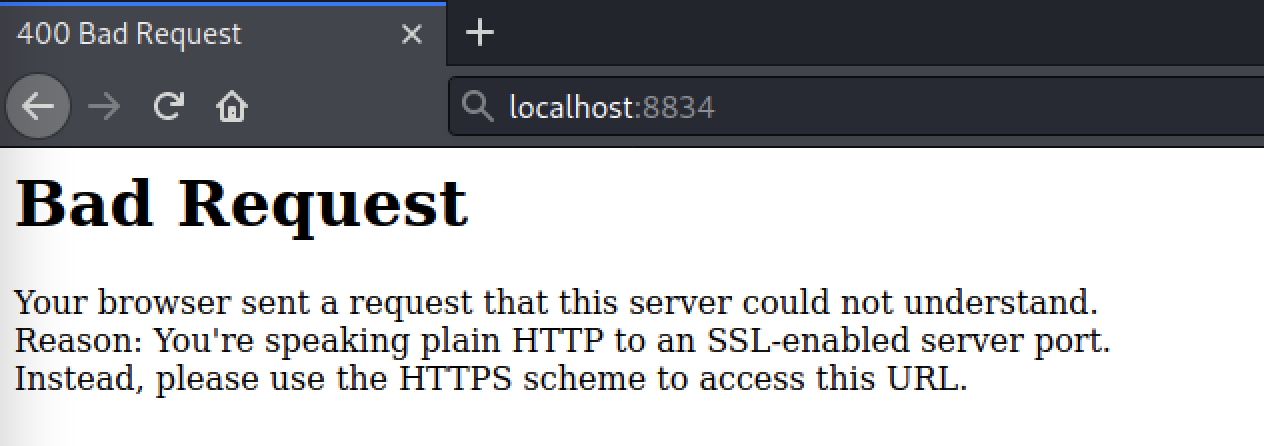 400 Bad Request
localhost:8834
Bad Request
Your browser sent a request that this server could not understand.
Reason: You're speaking plain HTTP to an SSL-enabled server port.
Instead, please use the HTTPS scheme to access this URL.